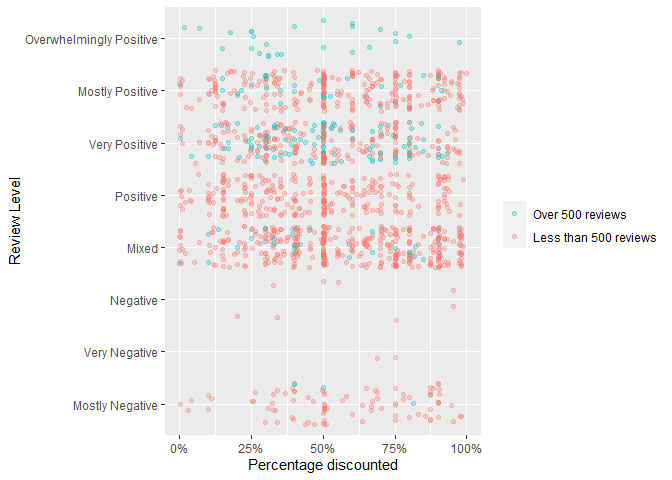 Overwhelmingly Positive
Mostly Positive
Very Positive
Positive
Mixed
Negative
Very Negative
Mostly Negative
Review Level
0% 25% 50% 75% 100%
Percentage discounted
Over 500 reviews
Less than 500 reviews